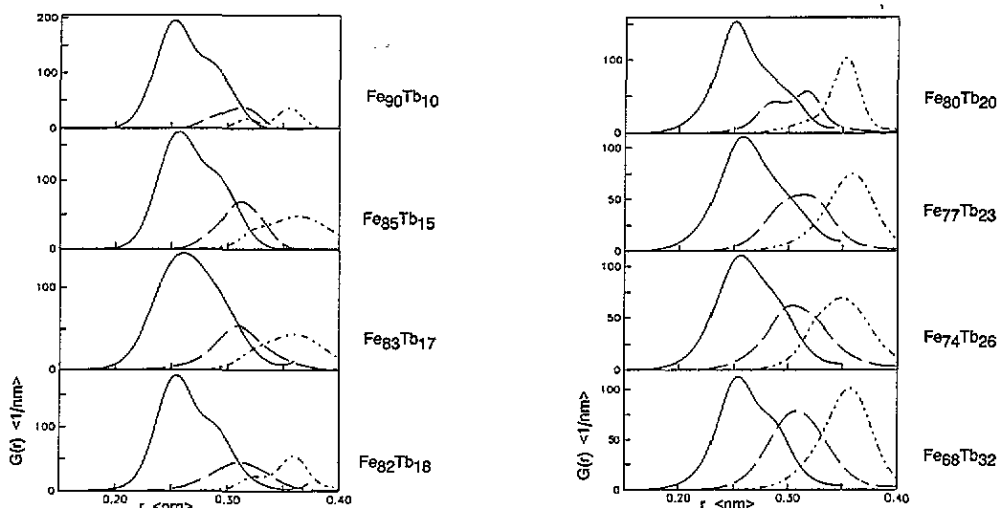 200
100
0
Fe90Tb10
100
0
Fe85Tb15
100
0
Fe83Tb17
100
0
Fe82Tb18
0.20
0.30
0.40
r <nm>
G(r) <1/nm>
100
0
Fe80Tb20
100
50
0
Fe77Tb23
100
50
0
Fe74Tb26
100
50
0
Fe68Tb32
0.20
0.30
0.40
r <nm>
G(r) <1/nm>